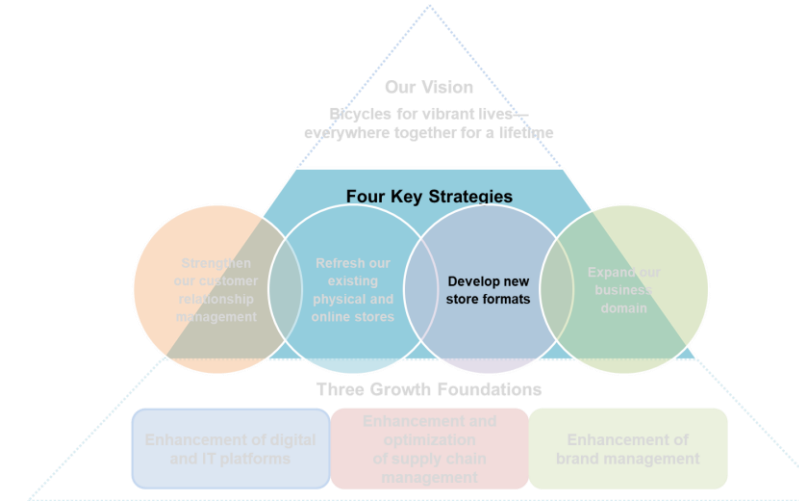 Our Vision
Bicycles for vibrant lives—
everywhere together for a lifetime
Four Key Strategies
Strengthen
our customer
relationship
management
Refresh our
existing
physical and
online stores
Develop new
store formats
Expand our
business
domain
Three Growth Foundations
Enhancement of digital
and IT platforms
Enhancement and
optimization
of supply chain
management
Enhancement of
brand management